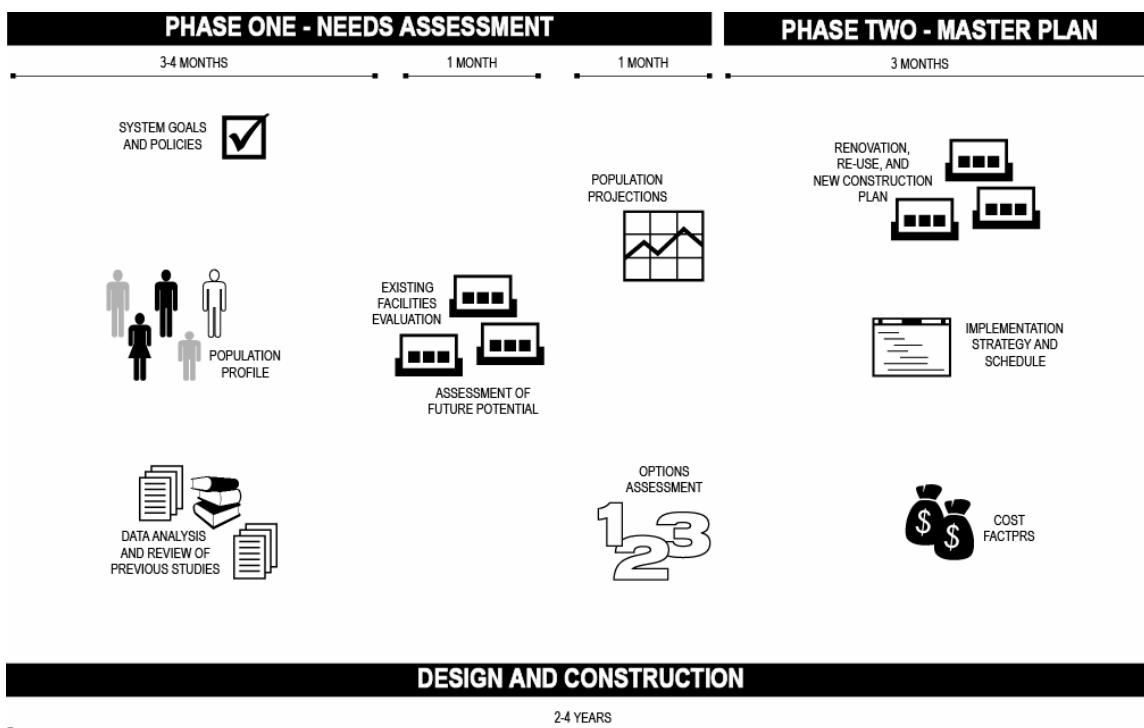 PHASE ONE - NEEDS ASSESSMENT
PHASE TWO - MASTER PLAN
3-4 MONTHS
1 MONTH
1 MONTH
3 MONTHS
SYSTEM GOALS
AND POLICIES
POPULATION
PROFILE
DATA ANALYSIS
AND REVIEW OF
PREVIOUS STUDIES
EXISTING
FACILITIES
EVALUATION
ASSESSMENT OF
FUTURE POTENTIAL
POPULATION
PROJECTIONS
OPTIONS
ASSESSMENT
1 2 3
RENOVATION,
RE-USE, AND
NEW CONSTRUCTION
PLAN
IMPLEMENTATION
STRATEGY AND
SCHEDULE
$ $
COST
FACTPRS
DESIGN AND CONSTRUCTION
2-4 YEARS